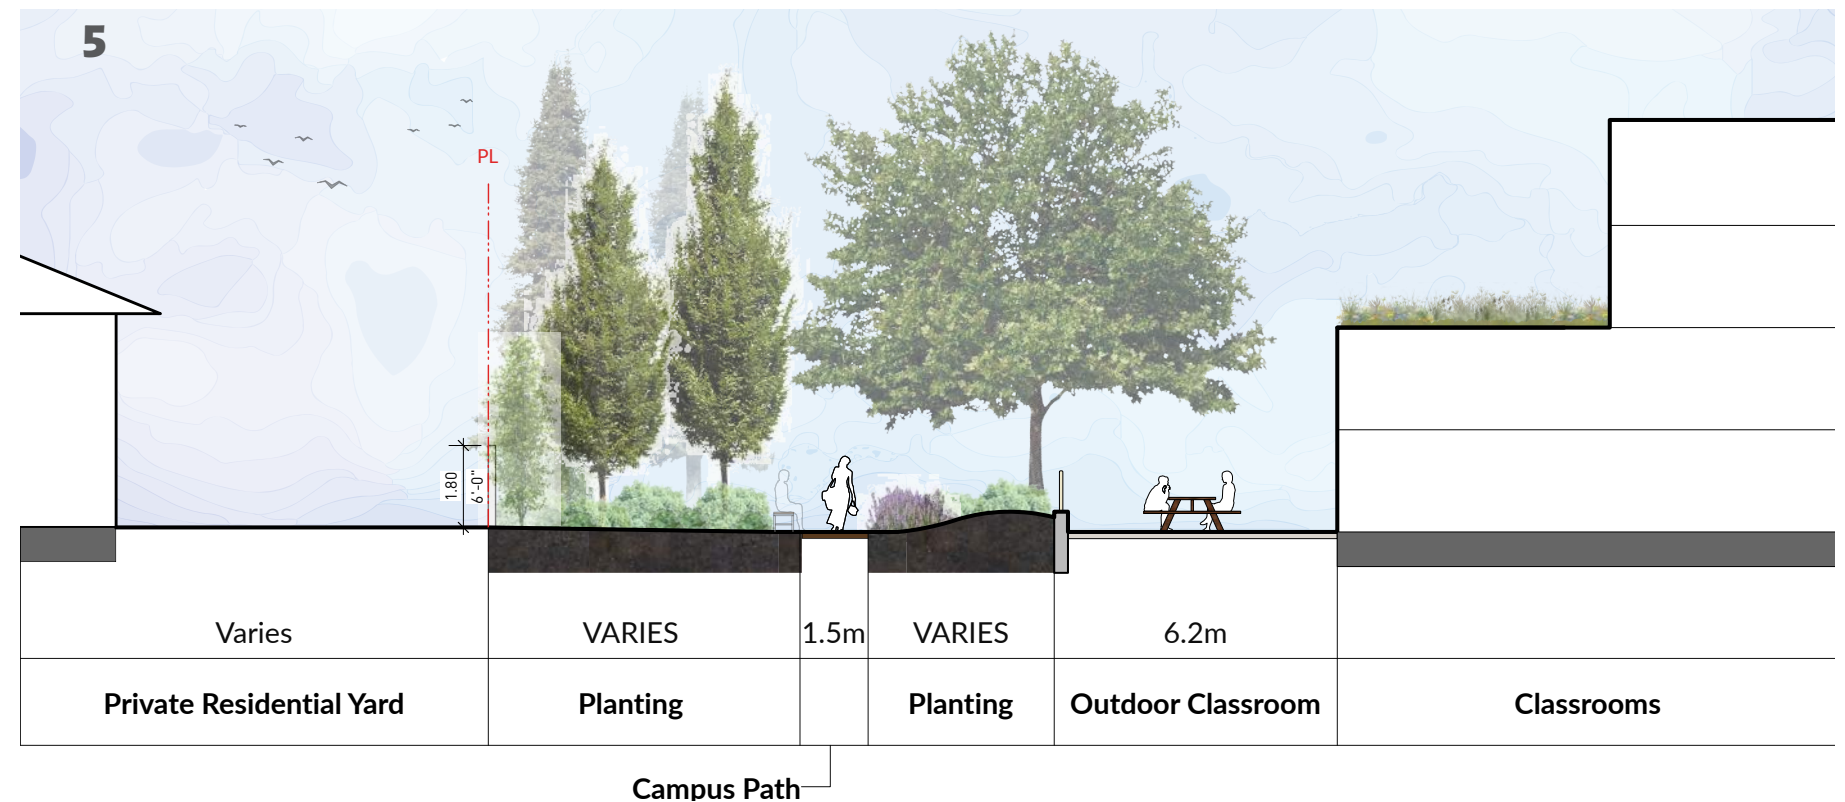 5
PL
1.80
6'-0"
Varies
VARIES
1.5m
VARIES
6.2m
Private Residential Yard
Planting
Planting
Outdoor Classroom
Classrooms
Campus Path